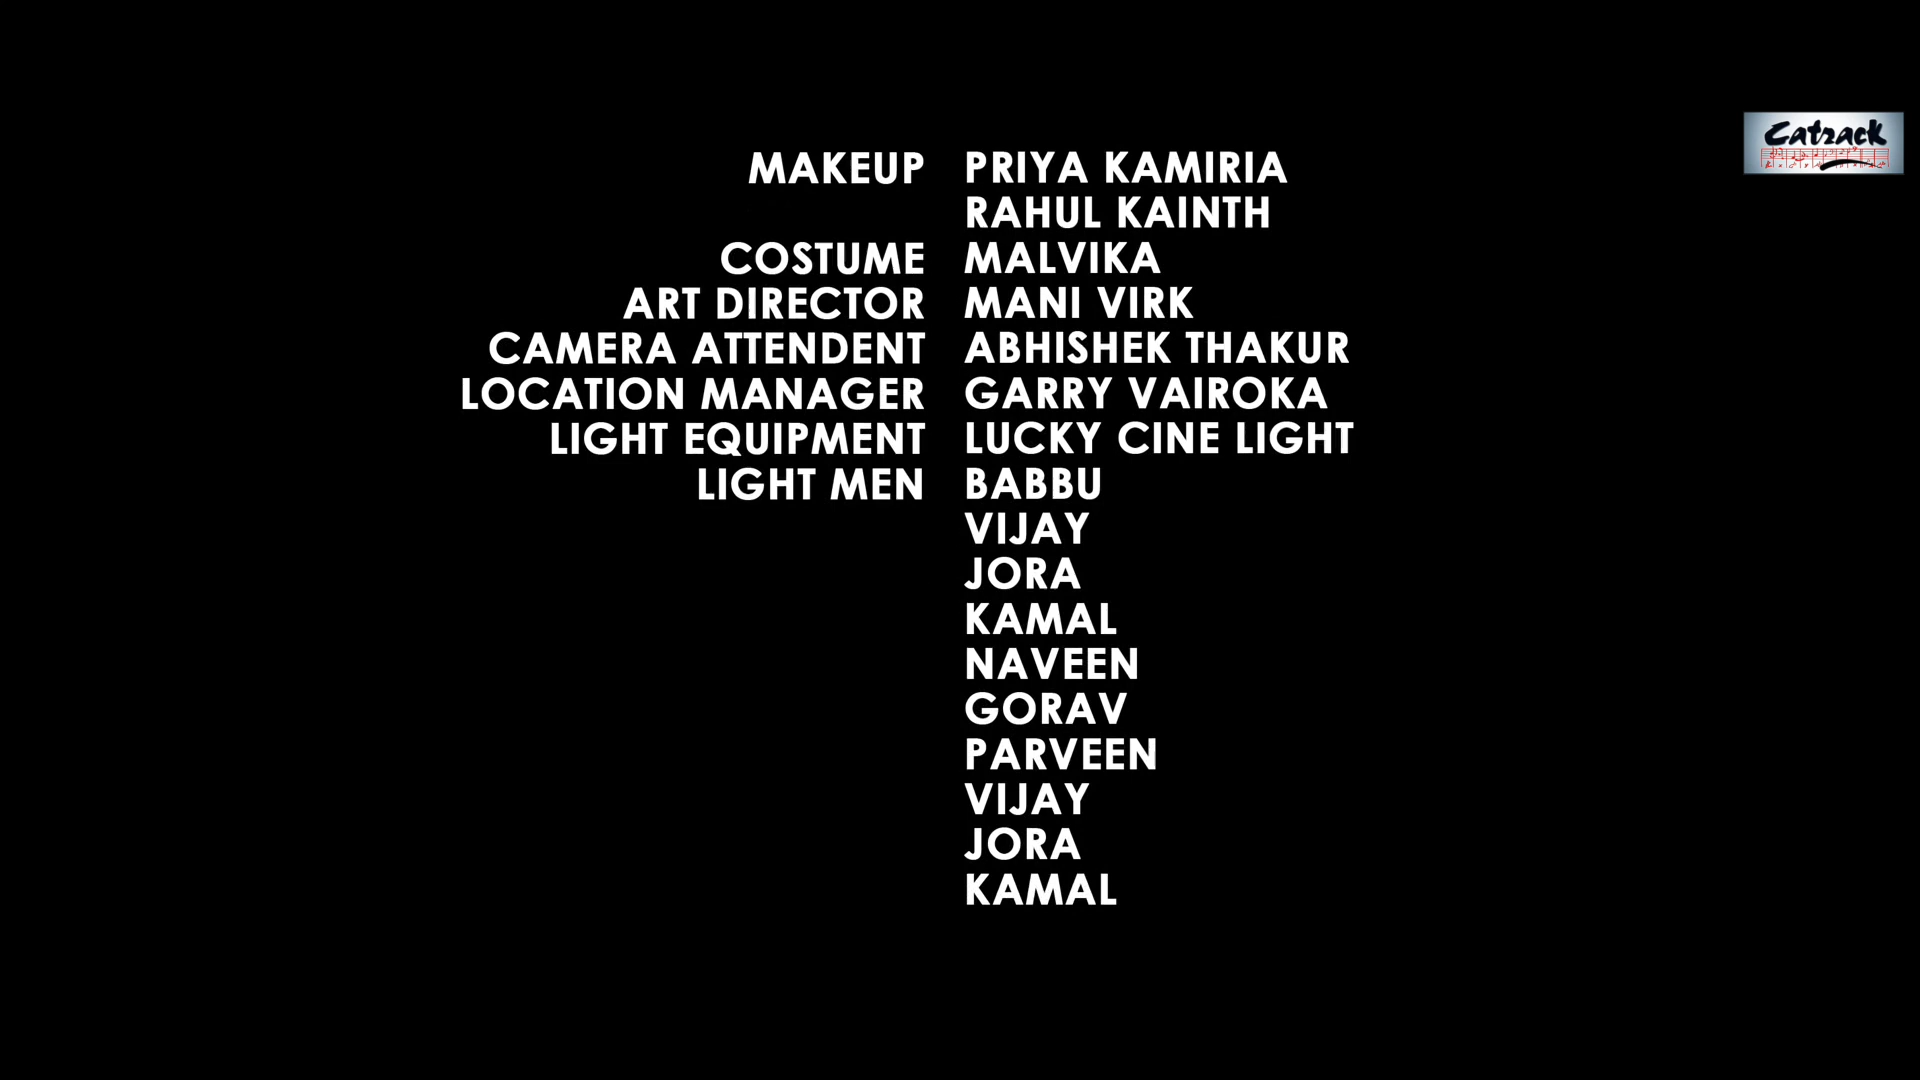 Catrack
MAKEUP PRIYA KAMIRIA
RAHUL KAINTH
COSTUME MALVIKA
ART DIRECTOR MANI VIRK
CAMERA ATTENDENT ABHISHEK THAKUR
LOCATION MANAGER GARRY VAIROKA
LIGHT EQUIPMENT LUCKY CINE LIGHT
LIGHT MEN BABBU
VIJAY
JORA
KAMAL
NAVEEN
GORAV
PARVEEN
VIJAY
JORA
KAMAL